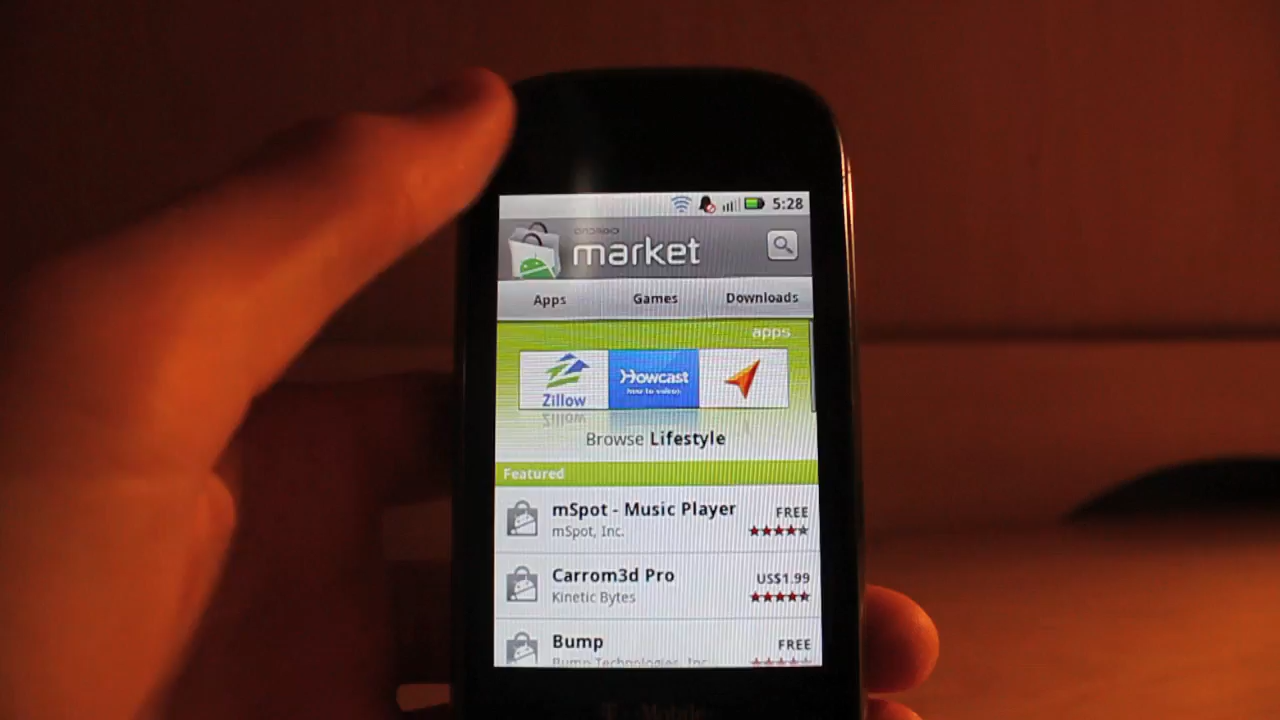 5:28
ANDROID
market
Apps Games Downloads
apps
Zillow
Howcast
how to videos
Browse Lifestyle
Featured
mSpot - Music Player FREE
mSpot, Inc.
Carrom3d Pro US$1.99
Kinetic Bytes
Bump FREE
Bump Technologies, Inc.
T-Mobile